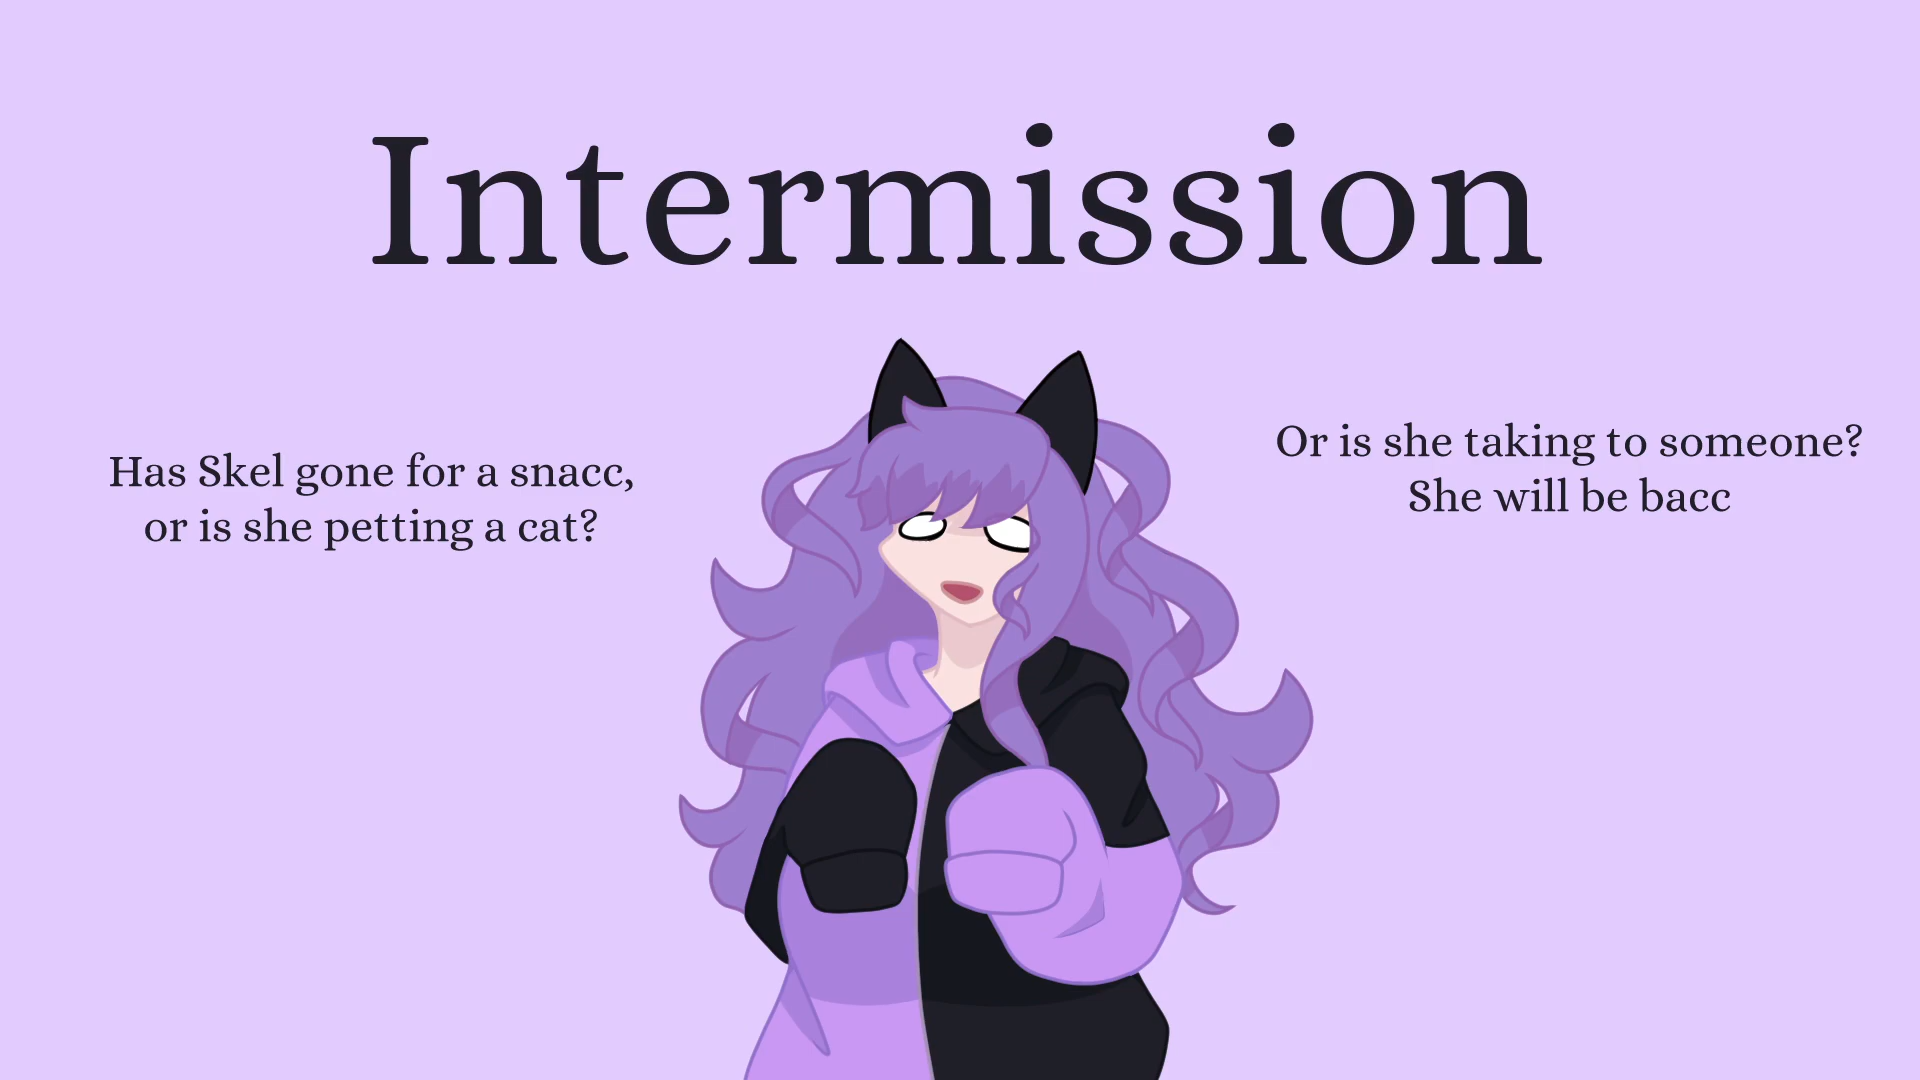 Intermission
Has Skel gone for a snacc,
or is she petting a cat?
Or is she taking to someone?
She will be bacc